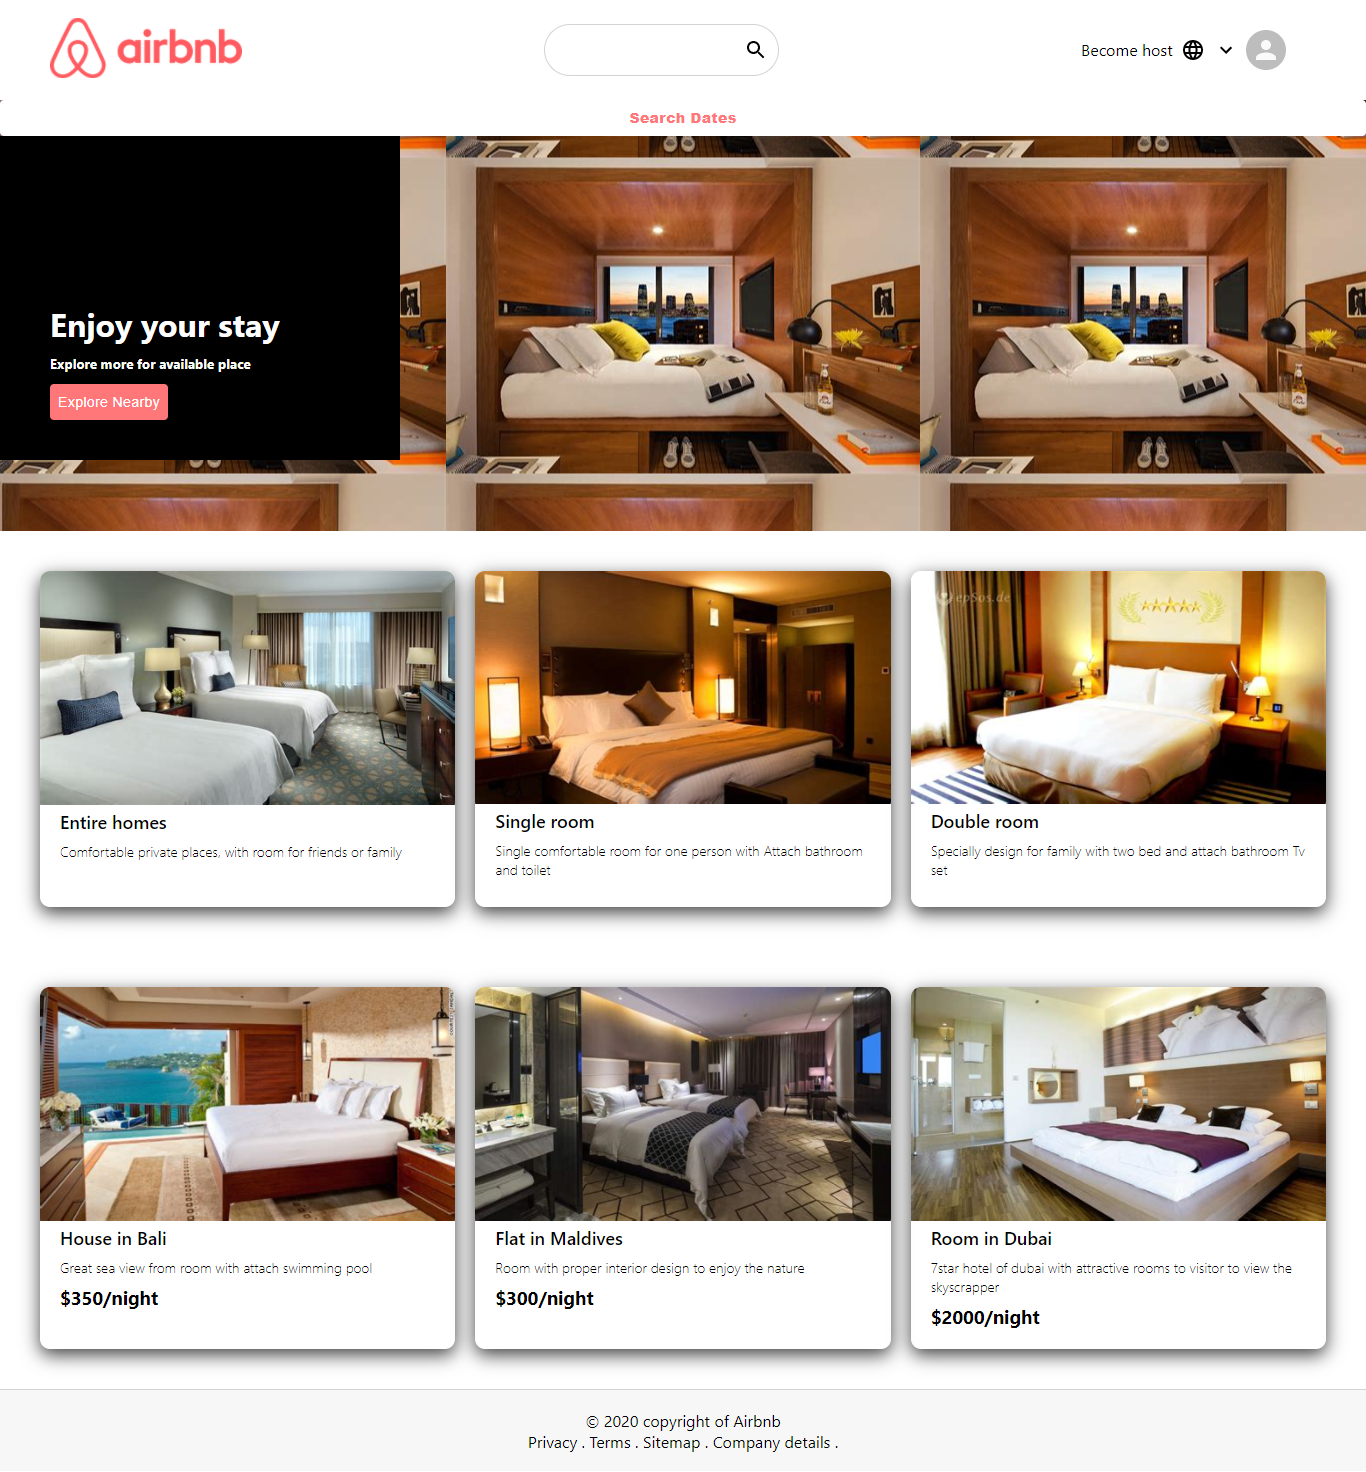 airbnb
Become host
Search Dates
Enjoy your stay
Explore more for available place
Explore Nearby
epSos.de
Entire homes
Comfortable private places, with room for friends or family
Single room
Single comfortable room for one person with Attach bathroom
and toilet
Double room
Specially design for family with two bed and attach bathroom Tv
set
House in Bali
Great sea view from room with attach swimming pool
$350/night
Flat in Maldives
Room with proper interior design to enjoy the nature
$300/night
Room in Dubai
7star hotel of dubai with attractive rooms to visitor to view the
skyscrapper
$2000/night
© 2020 copyright of Airbnb
Privacy . Terms . Sitemap . Company details .